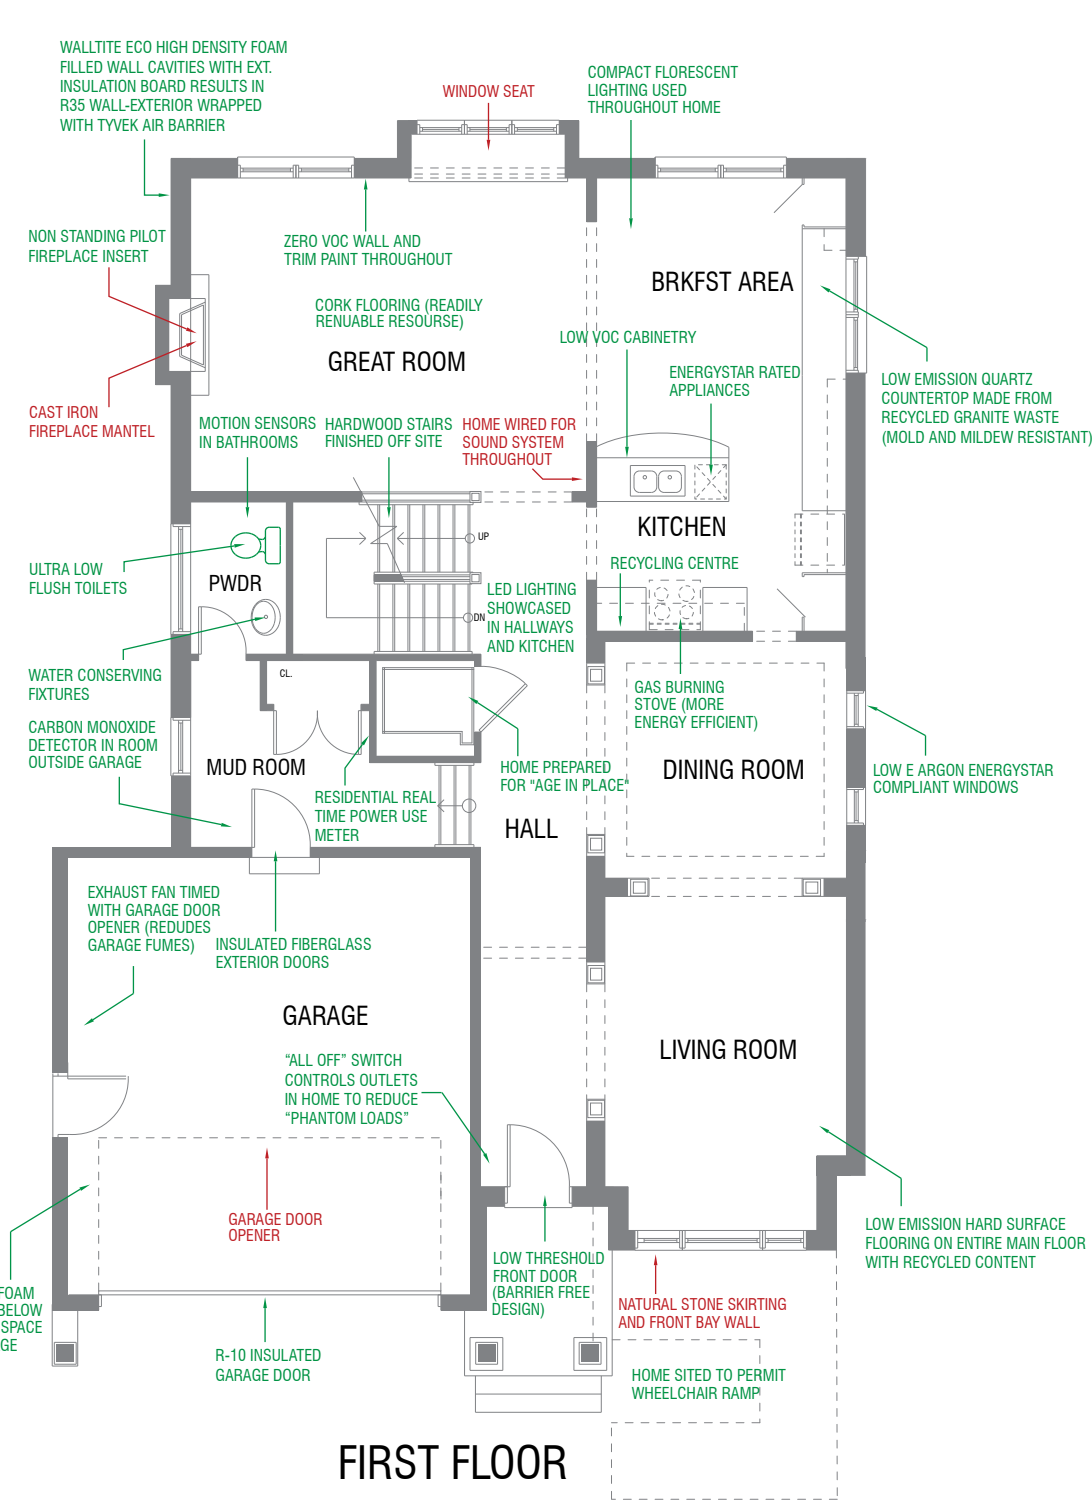 WALLTITE ECO HIGH DENSITY FOAM
FILLED WALL CAVITIES WITH EXT.
INSULATION BOARD RESULTS IN
R35 WALL-EXTERIOR WRAPPED
WITH TYVEK AIR BARRIER
WINDOW SEAT
COMPACT FLORESCENT
LIGHTING USED
THROUGHOUT HOME
NON STANDING PILOT
FIREPLACE INSERT
ZERO VOC WALL AND
TRIM PAINT THROUGHOUT
CORK FLOORING (READILY
RENUABLE RESOURSE)
GREAT ROOM
BRKFST AREA
LOW VOC CABINETRY
ENERGYSTAR RATED
APPLIANCES
LOW EMISSION QUARTZ
COUNTERTOP MADE FROM
RECYCLED GRANITE WASTE
(MOLD AND MILDEW RESISTANT)
CAST IRON
FIREPLACE MANTEL
MOTION SENSORS
IN BATHROOMS
HARDWOOD STAIRS
FINISHED OFF SITE
HOME WIRED FOR
SOUND SYSTEM
THROUGHOUT
KITCHEN
UP
RECYCLING CENTRE
ULTRA LOW
FLUSH TOILETS
PWDR
LED LIGHTING
SHOWCASED
IN HALLWAYS
AND KITCHEN
DN
WATER CONSERVING
FIXTURES
CL.
GAS BURNING
STOVE (MORE
ENERGY EFFICIENT)
CARBON MONOXIDE
DETECTOR IN ROOM
OUTSIDE GARAGE
MUD ROOM
HOME PREPARED
FOR “AGE IN PLACE”
DINING ROOM
LOW E ARGON ENERGYSTAR
COMPLIANT WINDOWS
RESIDENTIAL REAL
TIME POWER USE
METER
HALL
EXHAUST FAN TIMED
WITH GARAGE DOOR
OPENER (REDUDES
GARAGE FUMES)
INSULATED FIBERGLASS
EXTERIOR DOORS
GARAGE
LIVING ROOM
“ALL OFF” SWITCH
CONTROLS OUTLETS
IN HOME TO REDUCE
“PHANTOM LOADS”
GARAGE DOOR
OPENER
LOW EMISSION HARD SURFACE
FLOORING ON ENTIRE MAIN FLOOR
WITH RECYCLED CONTENT
LOW THRESHOLD
FRONT DOOR
(BARRIER FREE
DESIGN)
FOAM
BELOW
SPACE
GE
NATURAL STONE SKIRTING
AND FRONT BAY WALL
R-10 INSULATED
GARAGE DOOR
HOME SITED TO PERMIT
WHEELCHAIR RAMP
FIRST FLOOR